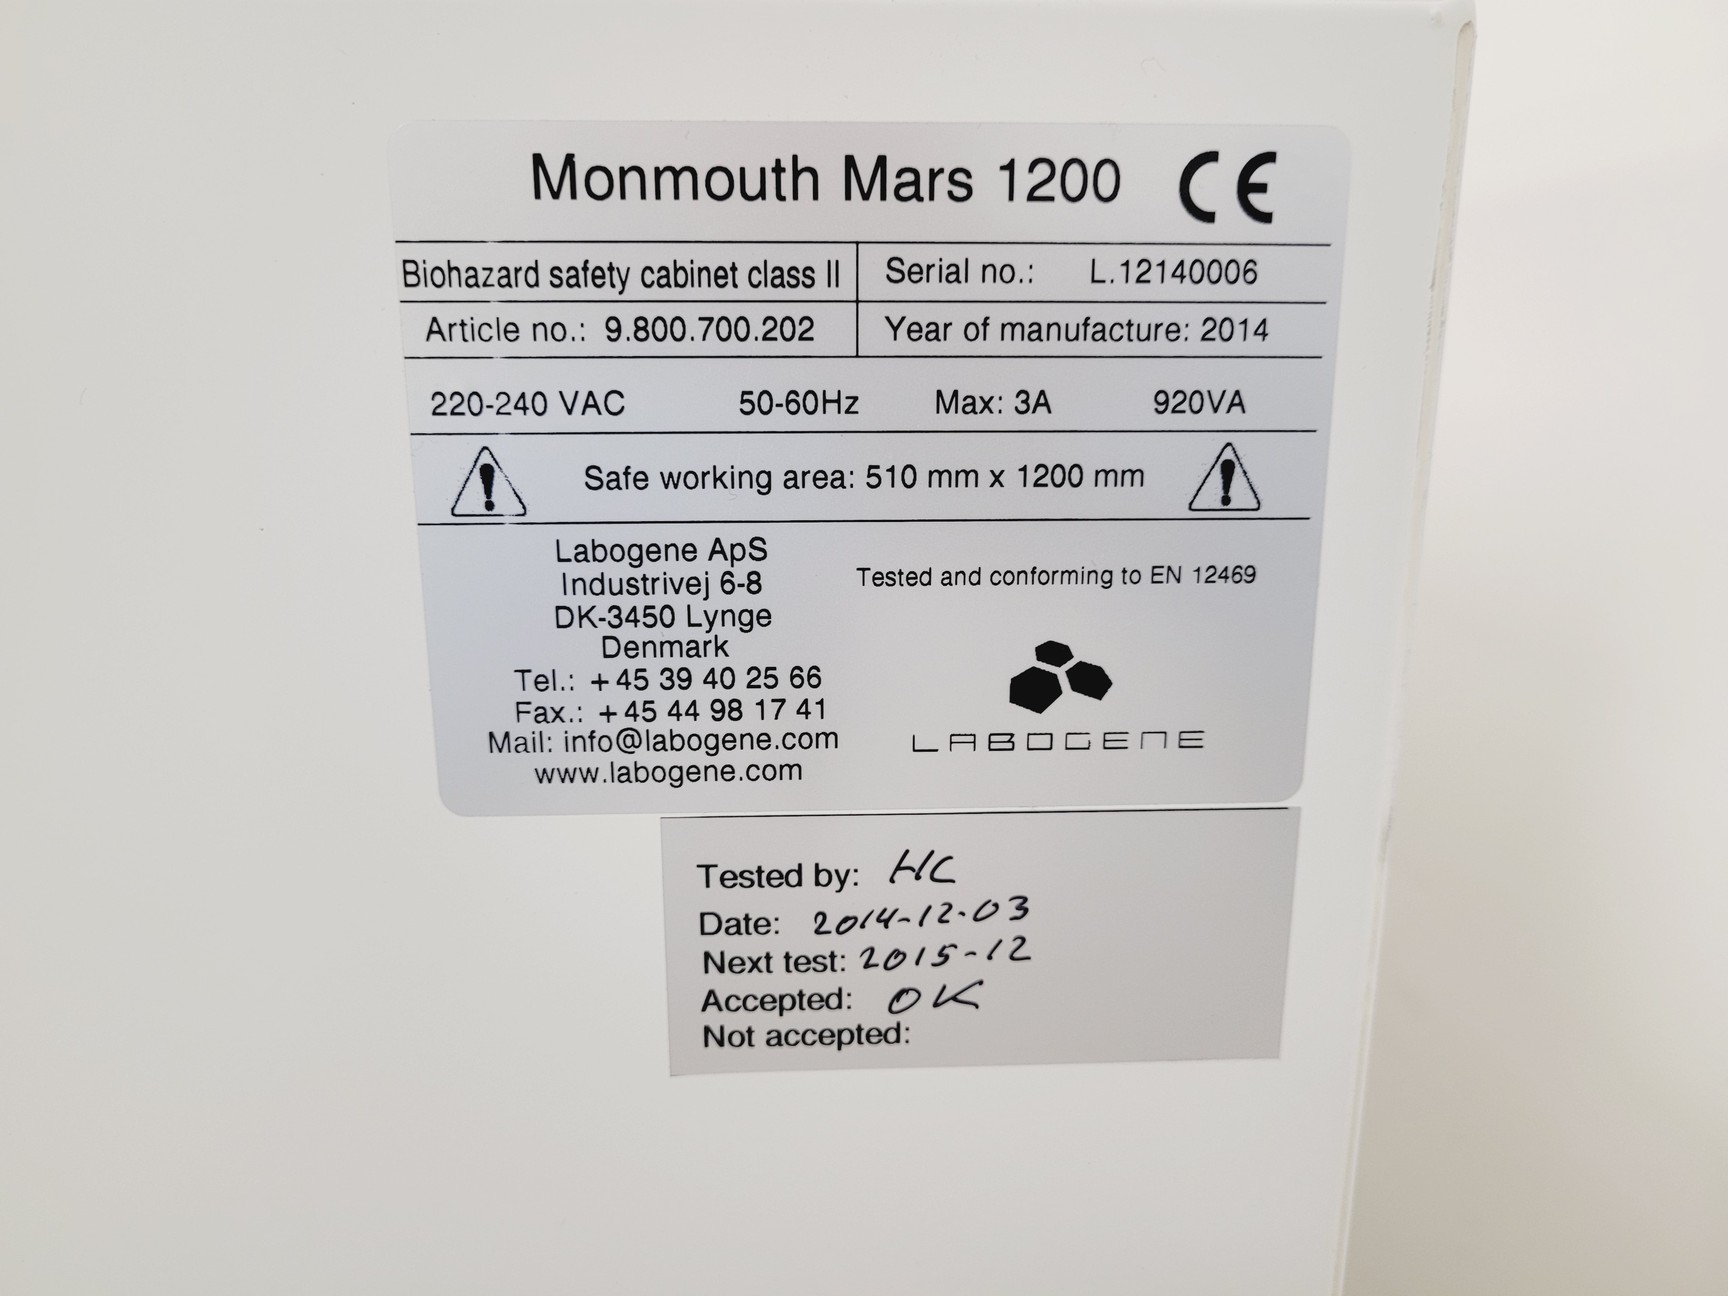 Monmouth Mars 1200 CE
Biohazard safety cabinet class II Serial no.: L.12140006
Article no.: 9.800.700.202 Year of manufacture: 2014
220-240 VAC 50-60Hz Max: 3A 920VA
Safe working area: 510 mm x 1200 mm
Labogene ApS
Industrivej 6-8
DK-3450 Lynge
Denmark
Tel.: +45 39 40 25 66
Fax.: +45 44 98 17 41
Mail: info@labogene.com
www.labogene.com
Tested and conforming to EN 12469
LABOGENE
Tested by: HC
Date: 2014-12-03
Next test: 2015-12
Accepted: OK
Not accepted: